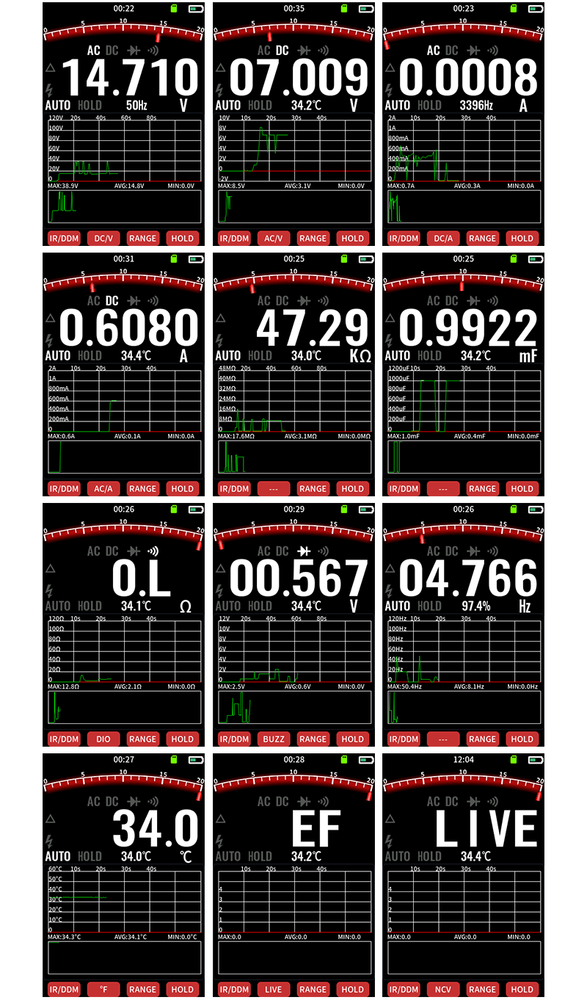 00:22
0 5 10 15 20
AC DC
14.710
AUTO HOLD 50Hz V
120V 20s 40s 60s 80s
100V
80V
60V
40V
20V
0
MAX:38.9V AVG:14.8V MIN:0.0V
IR/DDM DC/V RANGE HOLD
00:35
0 5 10 15 20
AC DC
07.009
AUTO HOLD 34.2℃ V
10V 10s 20s 30s 40s
8V
6V
4V
2V
0
-2V
MAX:8.5V AVG:3.1V MIN:0.0V
IR/DDM AC/V RANGE HOLD
00:23
0 5 10 15 20
AC DC
0.0008
AUTO HOLD 3396Hz A
2A 10s 20s 30s 40s
1A
800mA
600mA
400mA
200mA
0
MAX:0.7A AVG:0.3A MIN:0.0A
IR/DDM DC/A RANGE HOLD
00:31
0 5 10 15 20
AC DC
0.6080
AUTO HOLD 34.4℃ A
2A 10s 20s 30s 40s
1A
800mA
600mA
400mA
200mA
0
MAX:0.6A AVG:0.1A MIN:0.0A
IR/DDM AC/A RANGE HOLD
00:25
0 5 10 15 20
AC DC
47.29
AUTO HOLD 34.0℃ KΩ
48MΩ 20s 40s 60s 80s
40MΩ
32MΩ
24MΩ
16MΩ
8MΩ
0
MAX:17.6MΩ AVG:3.1MΩ MIN:0.0MΩ
IR/DDM --- RANGE HOLD
00:25
0 5 10 15 20
AC DC
0.9922
AUTO HOLD 34.2℃ mF
1200uF 10s 20s 30s 40s
1000uF
800uF
600uF
400uF
200uF
0
MAX:1.0mF AVG:0.4mF MIN:0.0mF
IR/DDM --- RANGE HOLD
00:26
0 5 10 15 20
AC DC
0.L
AUTO HOLD 34.1℃ Ω
120Ω 10s 20s 30s 40s
100Ω
80Ω
60Ω
40Ω
20Ω
0
MAX:12.8Ω AVG:2.1Ω MIN:0.0Ω
IR/DDM DIO RANGE HOLD
00:29
0 5 10 15 20
AC DC
00.567
AUTO HOLD 34.4℃ V
12V 20s 40s 60s 80s
10V
8V
6V
4V
2V
0
MAX:2.5V AVG:0.6V MIN:0.0V
IR/DDM BUZZ RANGE HOLD
00:26
0 5 10 15 20
AC DC
04.766
AUTO HOLD 97.4% Hz
120Hz 10s 20s 30s 40s
100Hz
80Hz
60Hz
40Hz
20Hz
0
MAX:50.4Hz AVG:8.1Hz MIN:0.0Hz
IR/DDM --- RANGE HOLD
00:27
0 5 10 15 20
AC DC
34.0
AUTO HOLD 34.0℃ ℃
60°C 10s 20s 30s 40s
50°C
40°C
30°C
20°C
10°C
0
MAX:34.3°C AVG:34.1°C MIN:0.0°C
IR/DDM °F RANGE HOLD
00:28
0 5 10 15 20
AC DC
EF
AUTO HOLD 34.2℃
10s 20s 30s 40s
4
3
2
1
0
MAX:0.0 AVG:0.0 MIN:0.0
IR/DDM LIVE RANGE HOLD
12:04
0 5 10 15 20
AC DC
LIVE
AUTO HOLD 34.4℃
10s 20s 30s 40s
4
3
2
1
0
MAX:0.0 AVG:0.0 MIN:0.0
IR/DDM NCV RANGE HOLD